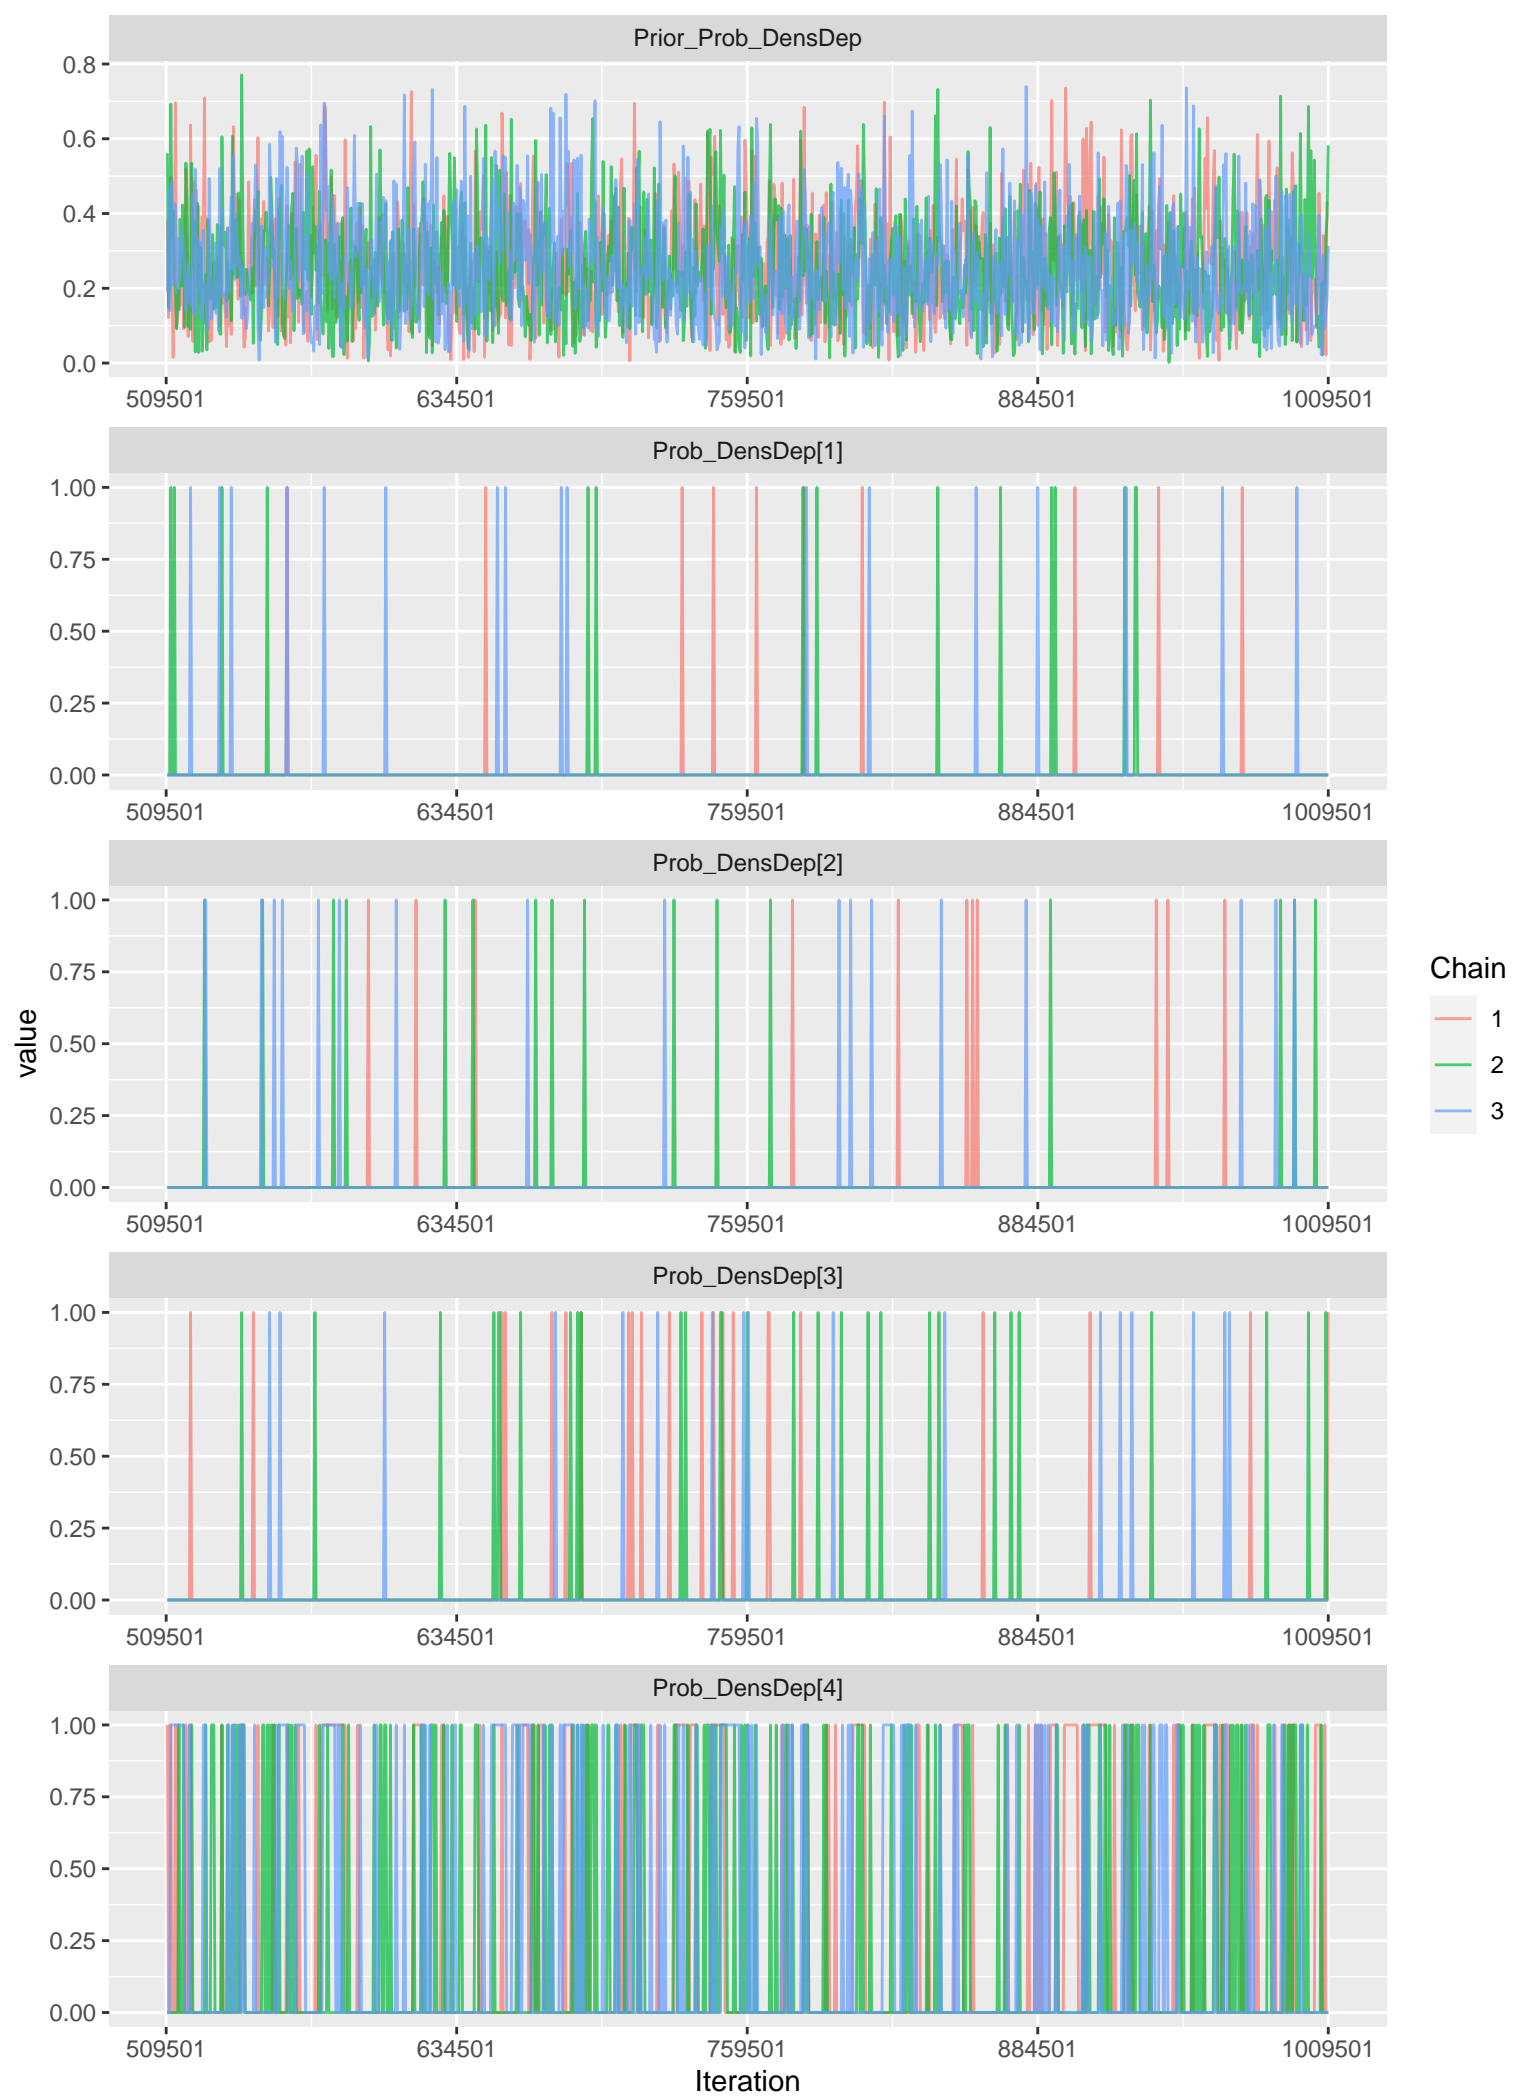 Prior_Prob_DensDep
0.8
0.6
0.4
0.2
0.0
509501 634501 759501 884501 1009501
Prob_DensDep[1]
1.00
0.75
0.50
0.25
0.00
509501 634501 759501 884501 1009501
Prob_DensDep[2]
1.00
0.75
0.50
0.25
0.00
509501 634501 759501 884501 1009501
value
Chain
1
2
3
Prob_DensDep[3]
1.00
0.75
0.50
0.25
0.00
509501 634501 759501 884501 1009501
Prob_DensDep[4]
1.00
0.75
0.50
0.25
0.00
509501 634501 759501 884501 1009501
Iteration